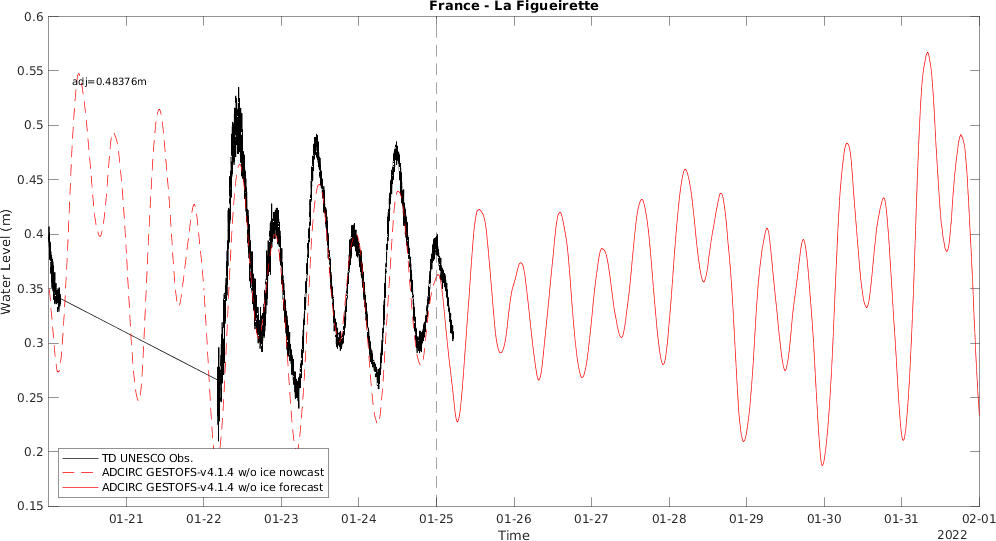 France - La Figueirette
0.6
0.55
0.5
0.45
0.4
0.35
0.3
0.25
0.2
0.15
Water Level (m)
adj=0.48376m
TD UNESCO Obs.
ADCIRC GESTOFS-v4.1.4 w/o ice nowcast
ADCIRC GESTOFS-v4.1.4 w/o ice forecast
01-21 01-22 01-23 01-24 01-25 01-26 01-27 01-28 01-29 01-30 01-31 02-01
Time
2022